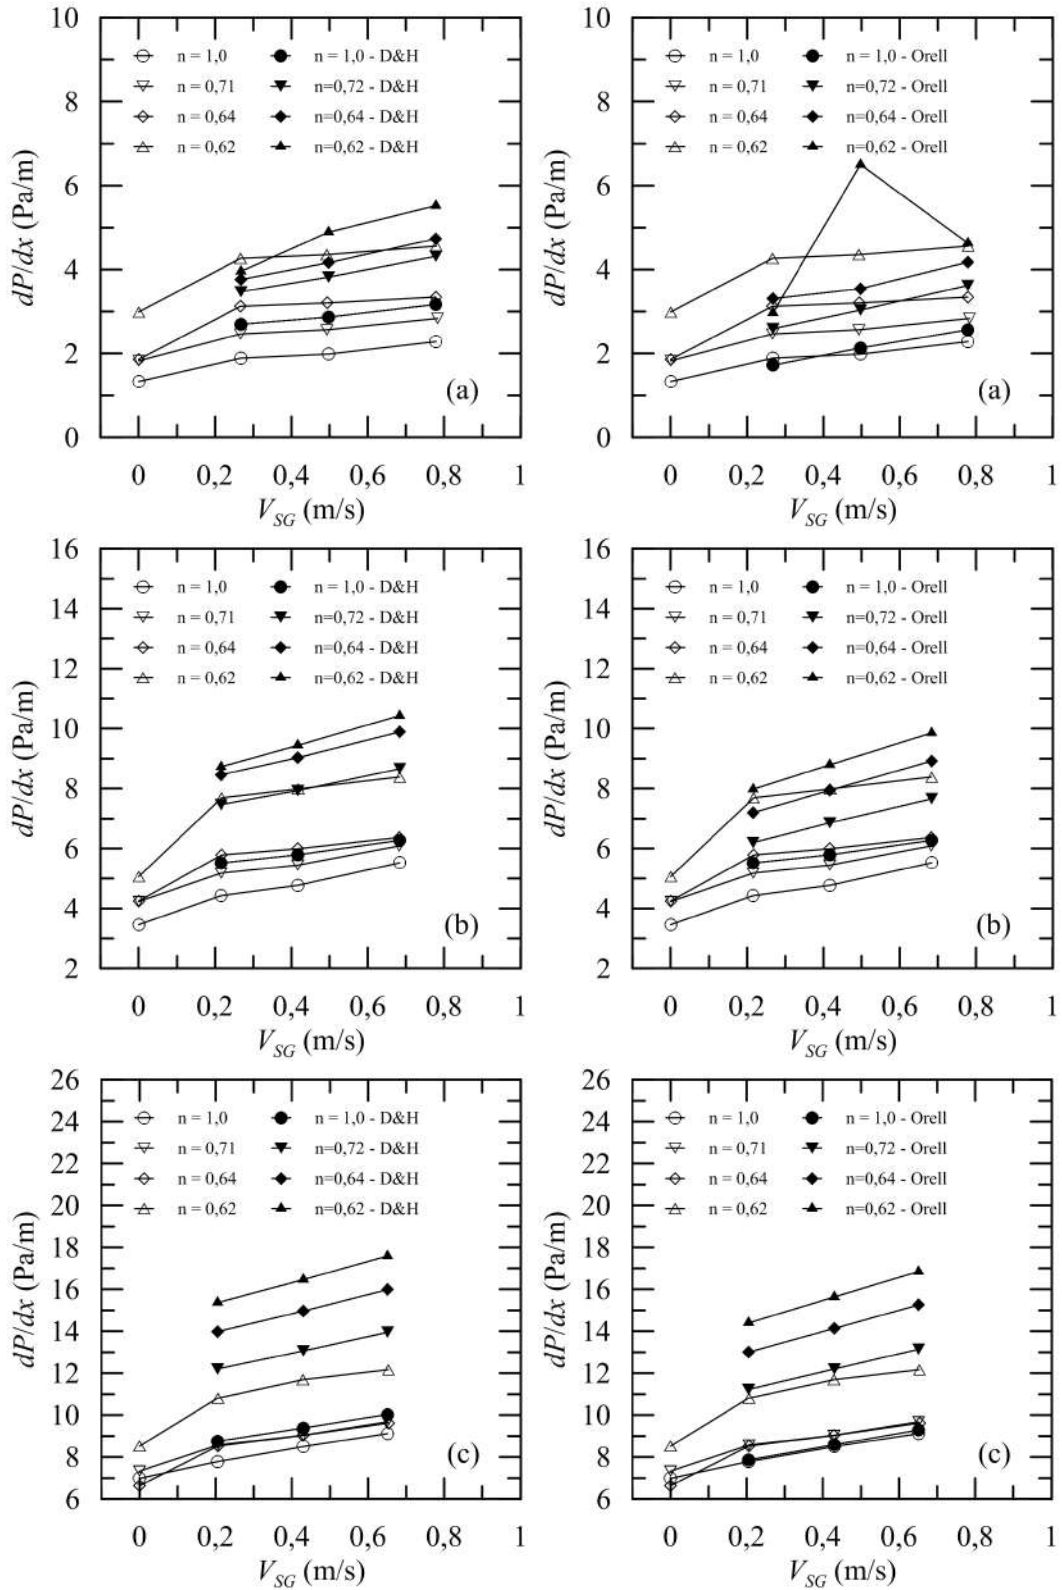 10
8
6
4
2
0
dP/dx (Pa/m)
n = 1,0
n = 0,71
n = 0,64
n = 0,62
n = 1,0 - D&H
n=0,72 - D&H
n=0,64 - D&H
n=0,62 - D&H
(a)
0 0,2 0,4 0,6 0,8 1
VSG (m/s)
10
8
6
4
2
0
dP/dx (Pa/m)
n = 1,0
n = 0,71
n = 0,64
n = 0,62
n = 1,0 - Orell
n=0,72 - Orell
n=0,64 - Orell
n=0,62 - Orell
(a)
0 0,2 0,4 0,6 0,8 1
VSG (m/s)
16
14
12
10
8
6
4
2
dP/dx (Pa/m)
n = 1,0
n = 0,71
n = 0,64
n = 0,62
n = 1,0 - D&H
n=0,72 - D&H
n=0,64 - D&H
n=0,62 - D&H
(b)
0 0,2 0,4 0,6 0,8 1
VSG (m/s)
16
14
12
10
8
6
4
2
dP/dx (Pa/m)
n = 1,0
n = 0,71
n = 0,64
n = 0,62
n = 1,0 - Orell
n=0,72 - Orell
n=0,64 - Orell
n=0,62 - Orell
(b)
0 0,2 0,4 0,6 0,8 1
VSG (m/s)
26
24
22
20
18
16
14
12
10
8
6
dP/dx (Pa/m)
n = 1,0
n = 0,71
n = 0,64
n = 0,62
n = 1,0 - D&H
n=0,72 - D&H
n=0,64 - D&H
n=0,62 - D&H
(c)
0 0,2 0,4 0,6 0,8 1
VSG (m/s)
26
24
22
20
18
16
14
12
10
8
6
dP/dx (Pa/m)
n = 1,0
n = 0,71
n = 0,64
n = 0,62
n = 1,0 - Orell
n=0,72 - Orell
n=0,64 - Orell
n=0,62 - Orell
(c)
0 0,2 0,4 0,6 0,8 1
VSG (m/s)